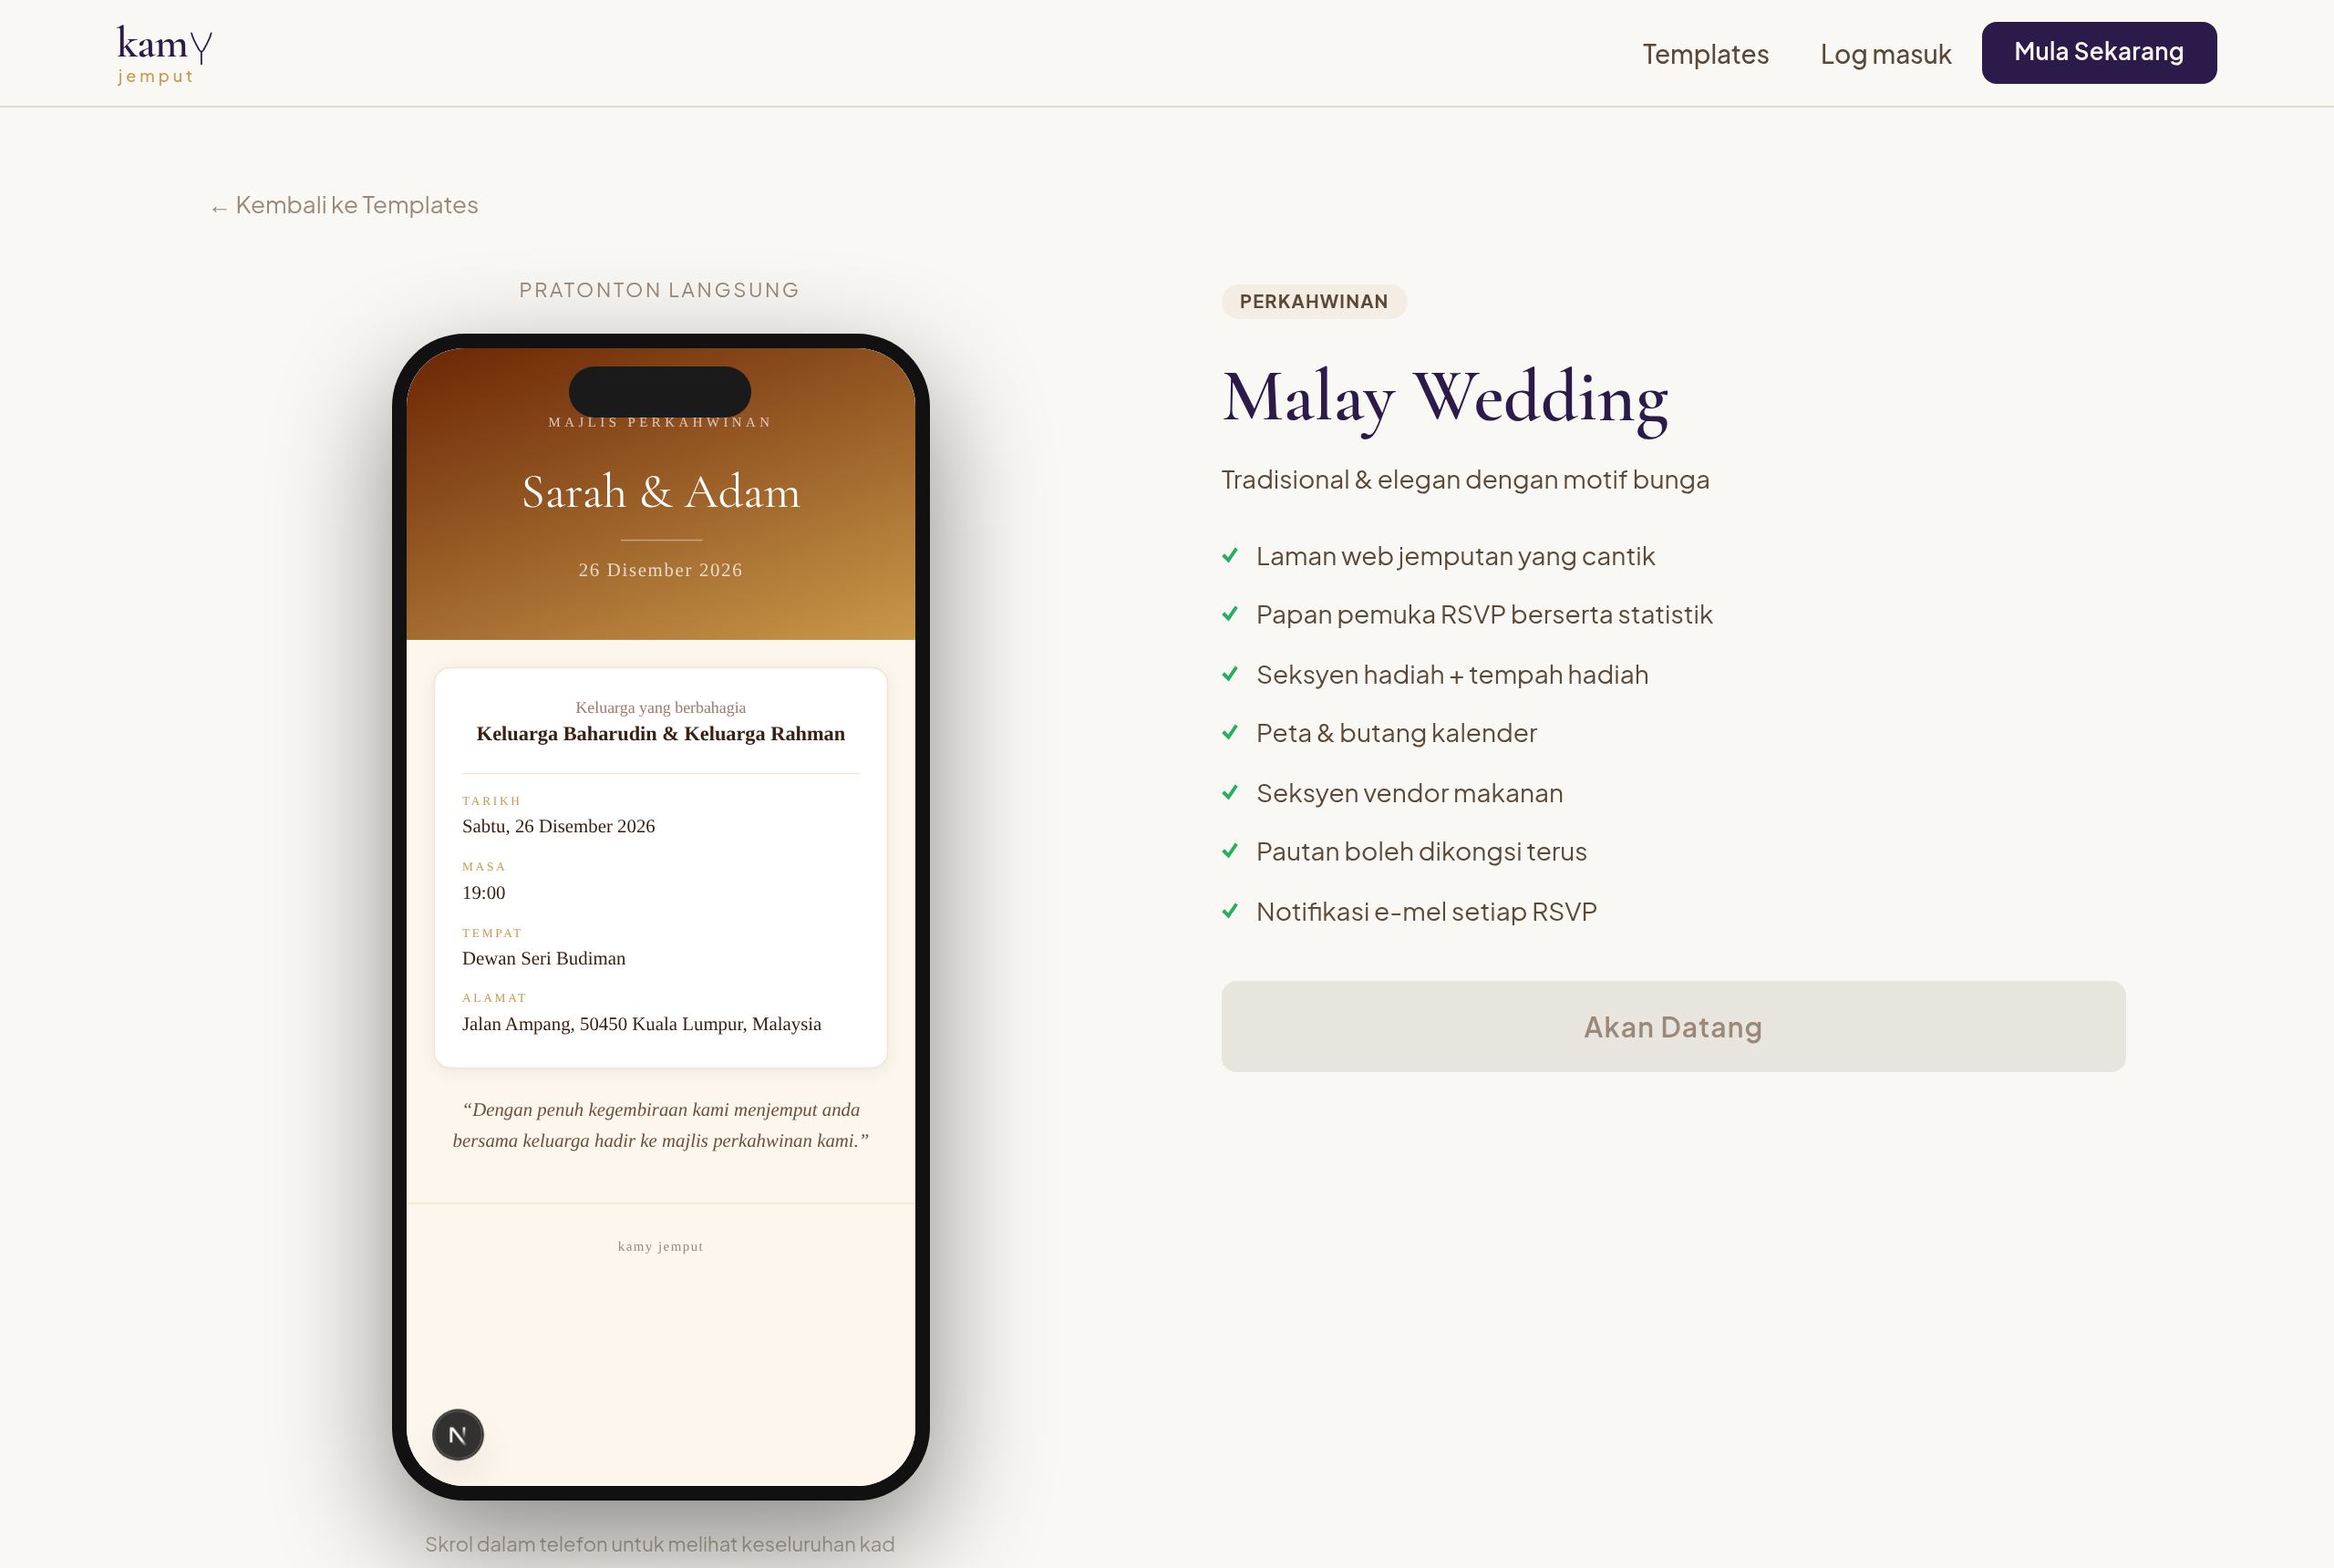 kamy
jemput
Templates
Log masuk
Mula Sekarang
← Kembali ke Templates
PRATONTON LANGSUNG
MAJLIS PERKAHWINAN
Sarah & Adam
26 Disember 2026
Keluarga yang berbahagia
Keluarga Baharudin & Keluarga Rahman
TARIKH
Sabtu, 26 Disember 2026
MASA
19:00
TEMPAT
Dewan Seri Budiman
ALAMAT
Jalan Ampang, 50450 Kuala Lumpur, Malaysia
“Dengan penuh kegembiraan kami menjemput anda
bersama keluarga hadir ke majlis perkahwinan kami.”
kamy jemput
N
Skrol dalam telefon untuk melihat keseluruhan kad
PERKAHWINAN
Malay Wedding
Tradisional & elegan dengan motif bunga
Laman web jemputan yang cantik
Papan pemuka RSVP berserta statistik
Seksyen hadiah + tempah hadiah
Peta & butang kalender
Seksyen vendor makanan
Pautan boleh dikongsi terus
Notifikasi e-mel setiap RSVP
Akan Datang